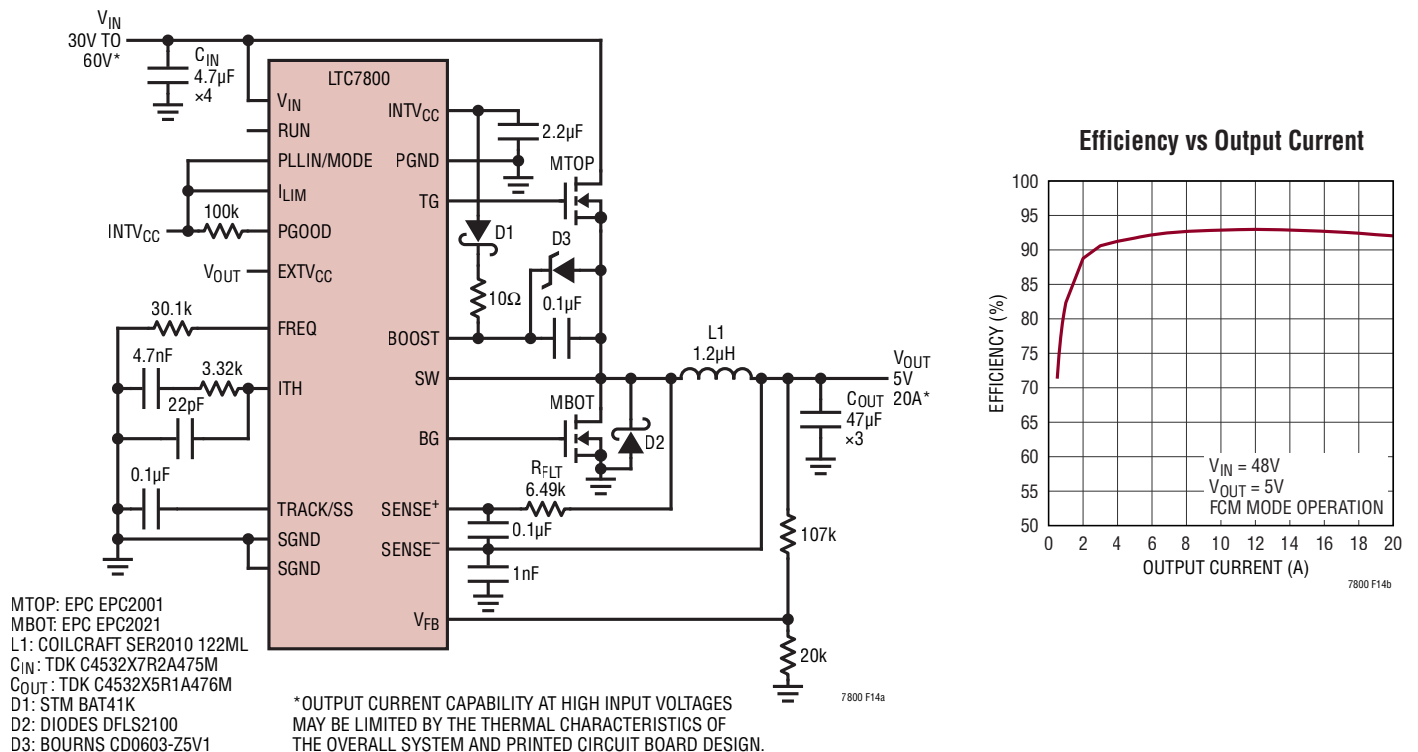 VIN
30V TO
60V*
CIN
4.7µF
×4
LTC7800
VIN
RUN
PLLIN/MODE
ILIM
100k
INTVCC
PGOOD
VOUT
EXTVCC
30.1k
FREQ
4.7nF
3.32k
ITH
22pF
0.1µF
TRACK/SS
SGND
SGND
INTVCC
2.2µF
PGND
MTOP
TG
D1
D3
10Ω
0.1µF
BOOST
L1
1.2µH
SW
VOUT
5V
20A*
MBOT
COUT
47µF
×3
BG
D2
RFLT
6.49k
SENSE+
0.1µF
107k
SENSE−
1nF
VFB
20k
7800 F14a
MTOP: EPC EPC2001
MBOT: EPC EPC2021
L1: COILCRAFT SER2010 122ML
CIN: TDK C4532X7R2A475M
COUT: TDK C4532X5R1A476M
D1: STM BAT41K
D2: DIODES DFLS2100
D3: BOURNS CD0603-Z5V1
*OUTPUT CURRENT CAPABILITY AT HIGH INPUT VOLTAGES
MAY BE LIMITED BY THE THERMAL CHARACTERISTICS OF
THE OVERALL SYSTEM AND PRINTED CIRCUIT BOARD DESIGN.
Efficiency vs Output Current
EFFICIENCY (%)
100
95
90
85
80
75
70
65
60
55
50
VIN = 48V
VOUT = 5V
FCM MODE OPERATION
0 2 4 6 8 10 12 14 16 18 20
OUTPUT CURRENT (A)
7800 F14b